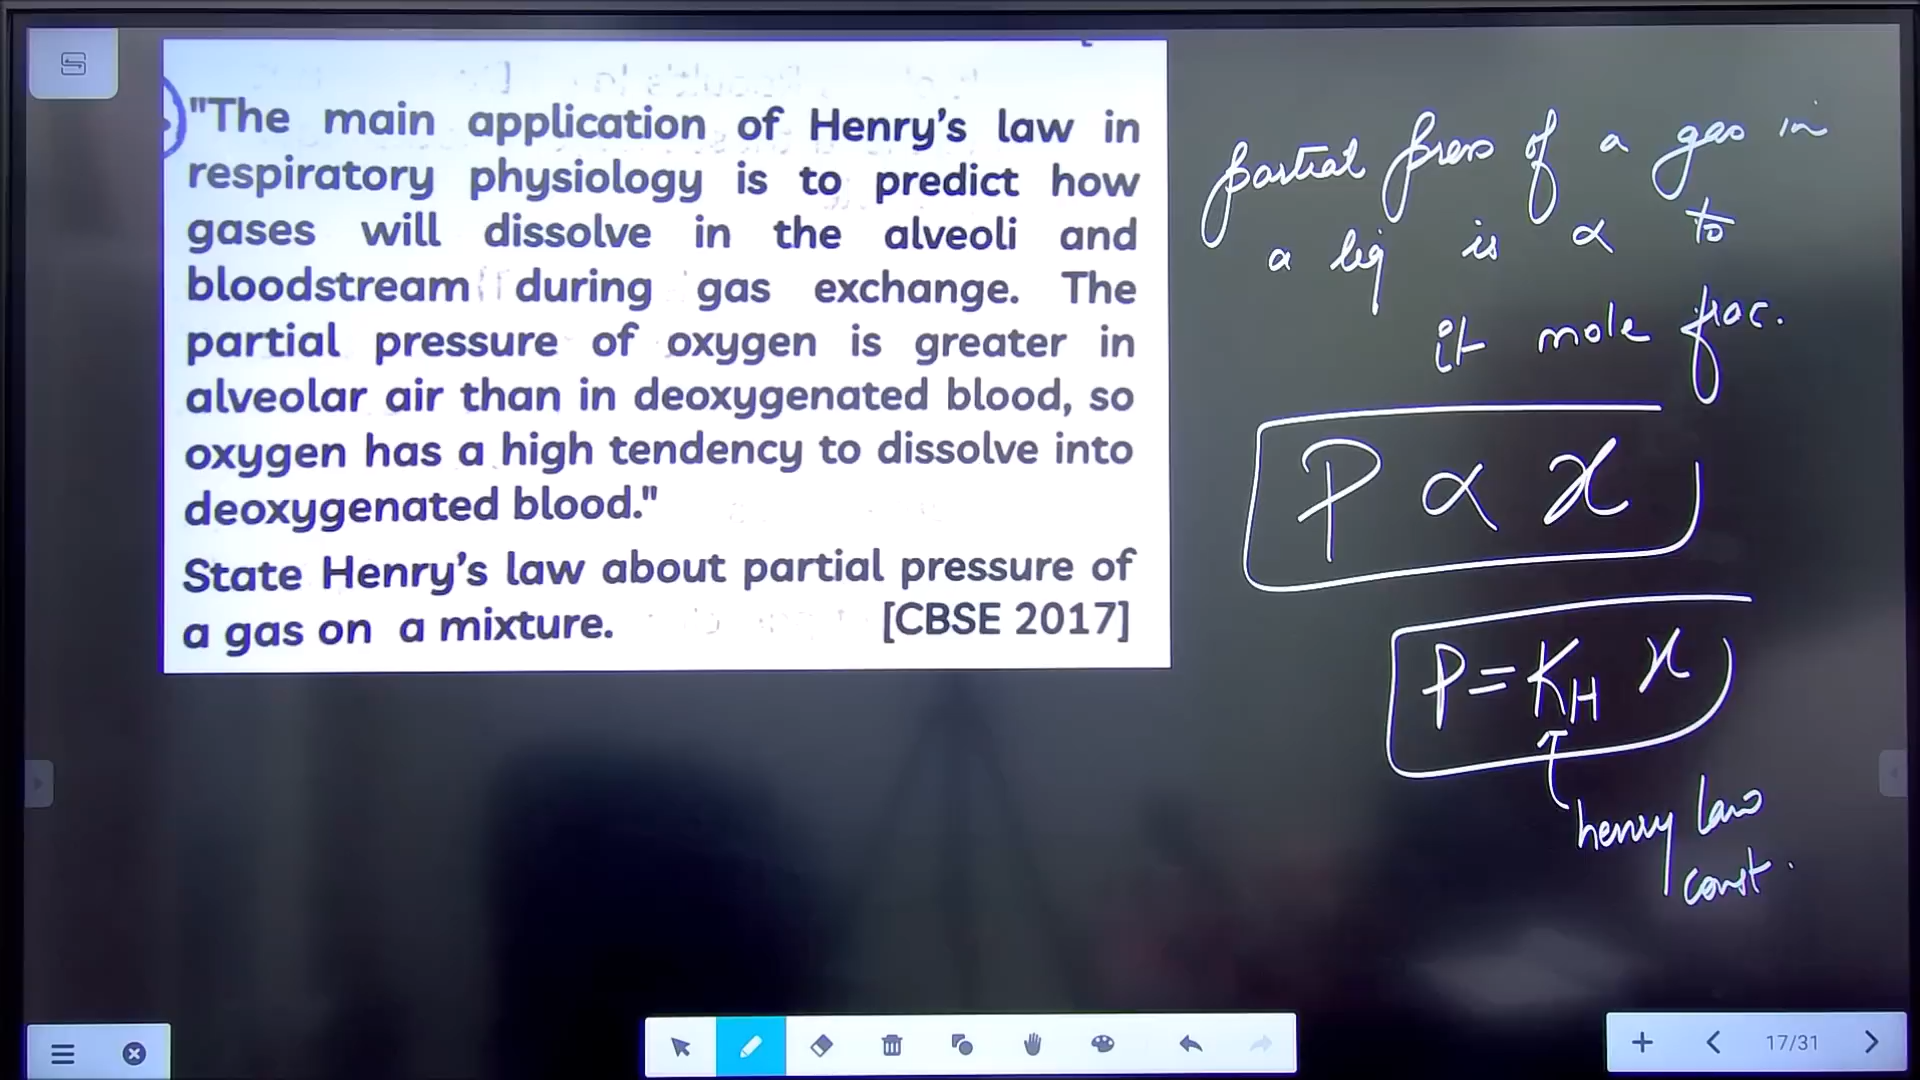 "The main application of Henry's law in
respiratory physiology is to predict how
gases will dissolve in the alveoli and
bloodstream during gas exchange. The
partial pressure of oxygen is greater in
alveolar air than in deoxygenated blood, so
oxygen has a high tendency to dissolve into
deoxygenated blood."
State Henry's law about partial pressure of
a gas on a mixture. [CBSE 2017]
partial press of a gas in
a liq is ∝ to
it mole frac.
P ∝ x
P = K_H x
henry law
const.
17/31